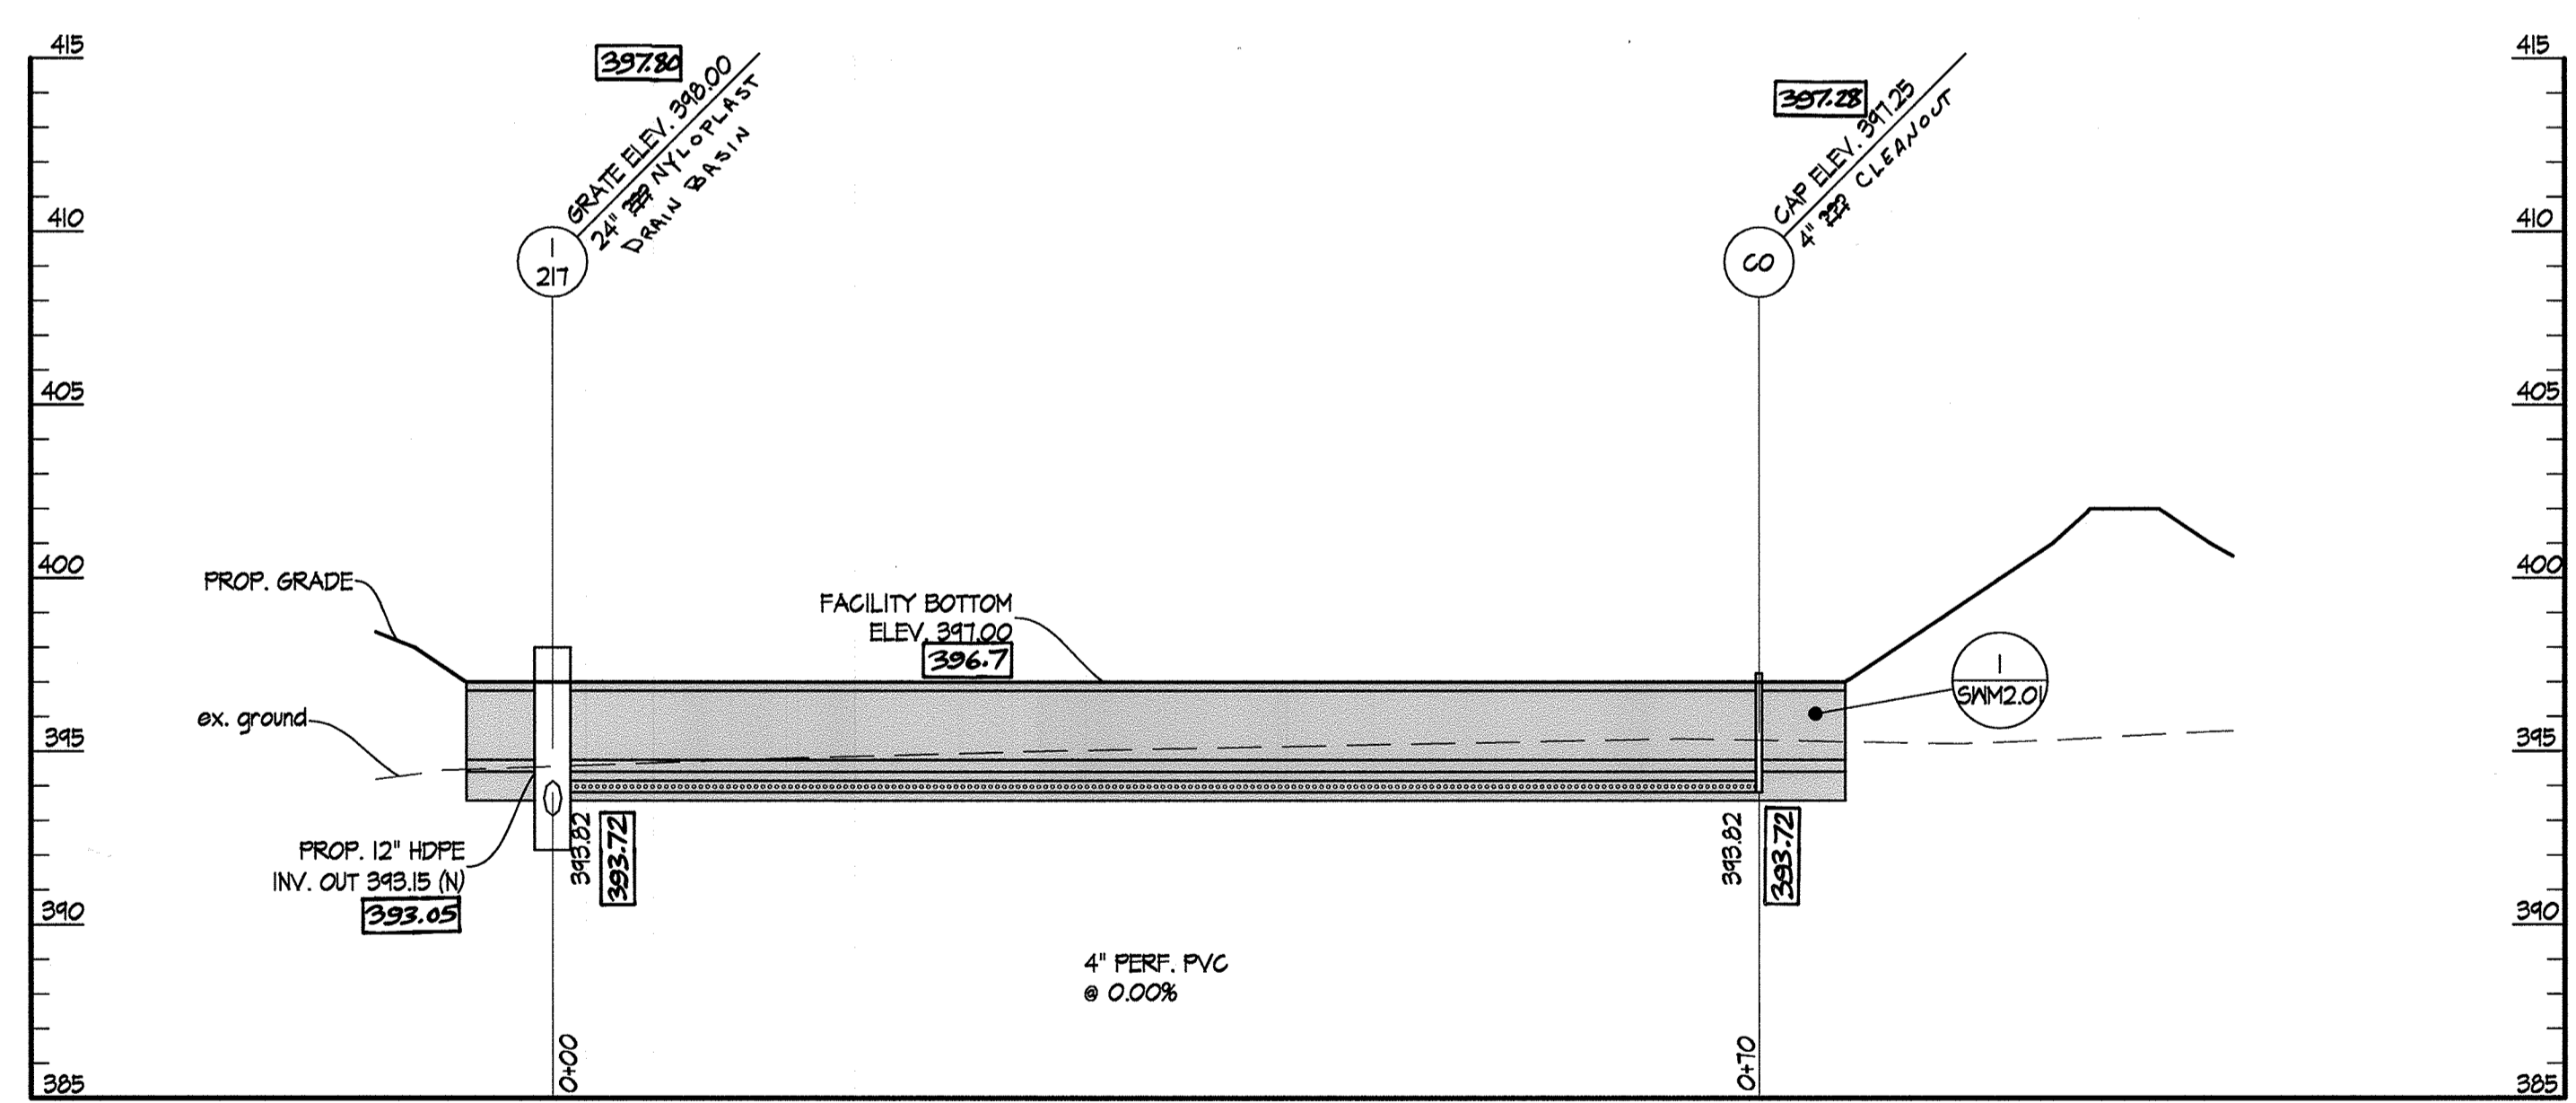 415
415
397.80
GRATE ELEV. 398.00
24" NYLOPLAST
DRAIN BASIN
397.28
CAP ELEV. 397.25
4" CLEANOUT
410
410
1
217
CO
405
405
400
400
PROP. GRADE
FACILITY BOTTOM
ELEV. 397.00
396.7
1
SWM2.01
ex. ground
395
395
393.82
393.72
393.82
393.72
PROP. 12" HDPE
INV. OUT 393.15 (N)
393.05
390
390
4" PERF. PVC
@ 0.00%
0+00
0+70
385
385